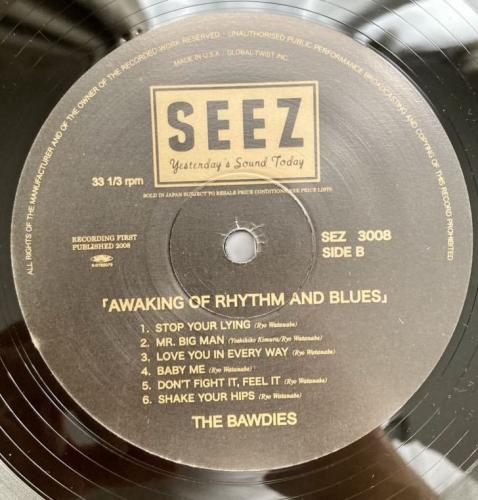 ALL RIGHTS OF THE MANUFACTURER AND OF THE OWNER OF THE RECORDED WORK RESERVED · UNAUTHORISED PUBLIC PERFORMANCE BROADCASTING AND COPYING OF THIS RECORD PROHIBITED
MADE IN U.S.A. · GLOBAL TWIST INC.
SEEZ
Yesterday's Sound Today
33 1/3 rpm
SOLD IN JAPAN SUBJECT TO RESALE PRICE CONDITIONS, SEE PRICE LISTS
RECORDING FIRST
PUBLISHED 2008
SEZ 3008
SIDE B
「AWAKING OF RHYTHM AND BLUES」
1. STOP YOUR LYING (Ryo Watanabe)
2. MR. BIG MAN (Yoshihiko Kimura/Ryo Watanabe)
3. LOVE YOU IN EVERY WAY (Ryo Watanabe)
4. BABY ME (Ryo Watanabe)
5. DON'T FIGHT IT, FEEL IT (Ryo Watanabe)
6. SHAKE YOUR HIPS (Ryo Watanabe)
THE BAWDIES